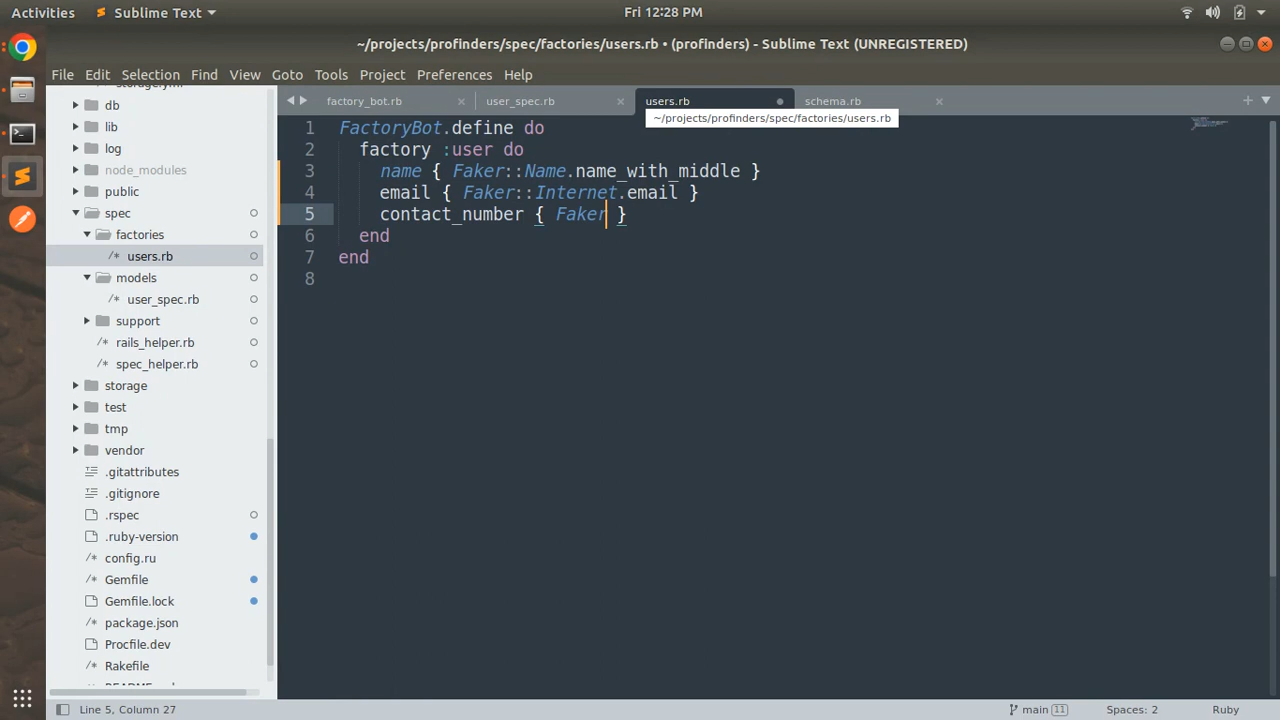 Activities
Sublime Text
Fri 12:28 PM
~/projects/profinders/spec/factories/users.rb • (profinders) - Sublime Text (UNREGISTERED)
File Edit Selection Find View Goto Tools Project Preferences Help
factory_bot.rb
user_spec.rb
users.rb
schema.rb
~/projects/profinders/spec/factories/users.rb
db
lib
log
node_modules
public
spec
factories
/* users.rb
models
/* user_spec.rb
support
/* rails_helper.rb
/* spec_helper.rb
storage
test
tmp
vendor
.gitattributes
.gitignore
.rspec
.ruby-version
/* config.ru
/* Gemfile
Gemfile.lock
package.json
Procfile.dev
/* Rakefile
1 FactoryBot.define do
2 factory :user do
3 name { Faker::Name.name_with_middle }
4 email { Faker::Internet.email }
5 contact_number { Faker }
6 end
7 end
8
Line 5, Column 27
main 11
Spaces: 2
Ruby